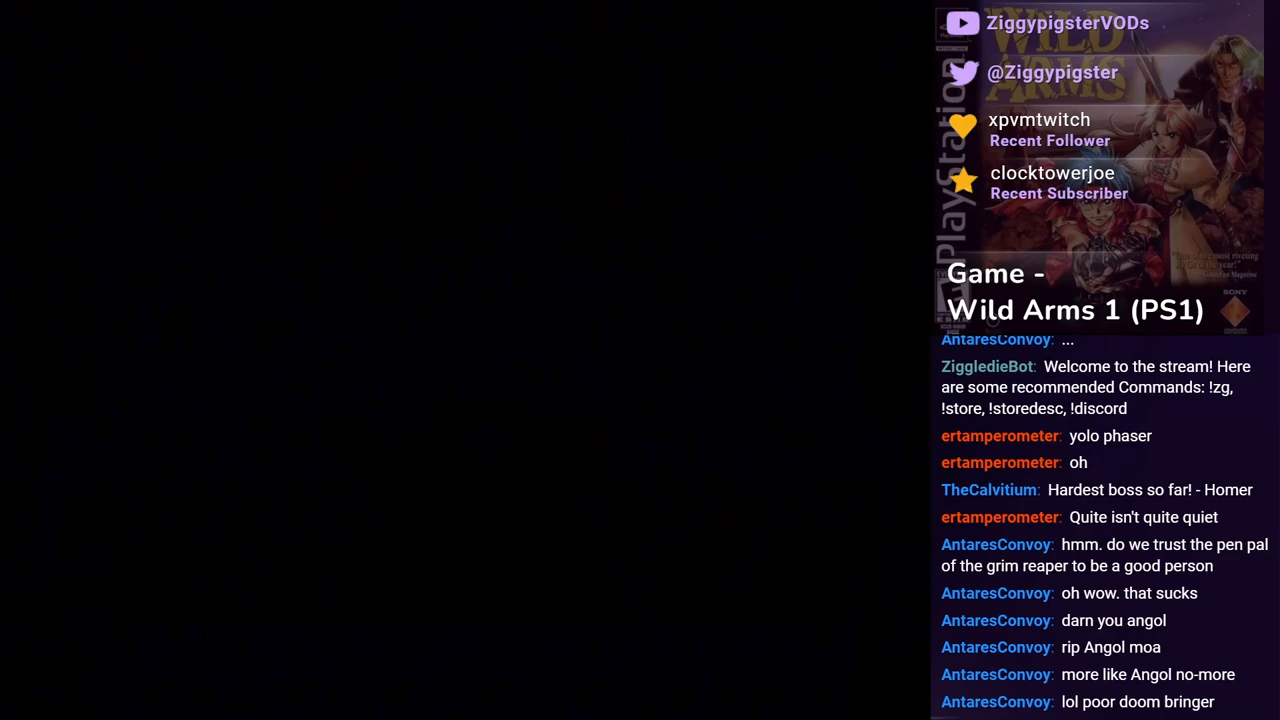 ZiggypigsterVODs
@Ziggypigster
xpvmtwitch
Recent Follower
clocktowerjoe
Recent Subscriber
WILD
ARMS
PlayStation
Game -
Wild Arms 1 (PS1)
SONY
AntaresConvoy: ...
ZiggledieBot: Welcome to the stream! Here
are some recommended Commands: !zg,
!store, !storedesc, !discord
ertamperometer: yolo phaser
ertamperometer: oh
TheCalvitium: Hardest boss so far! - Homer
ertamperometer: Quite isn't quite quiet
AntaresConvoy: hmm. do we trust the pen pal
of the grim reaper to be a good person
AntaresConvoy: oh wow. that sucks
AntaresConvoy: darn you angol
AntaresConvoy: rip Angol moa
AntaresConvoy: more like Angol no-more
AntaresConvoy: lol poor doom bringer